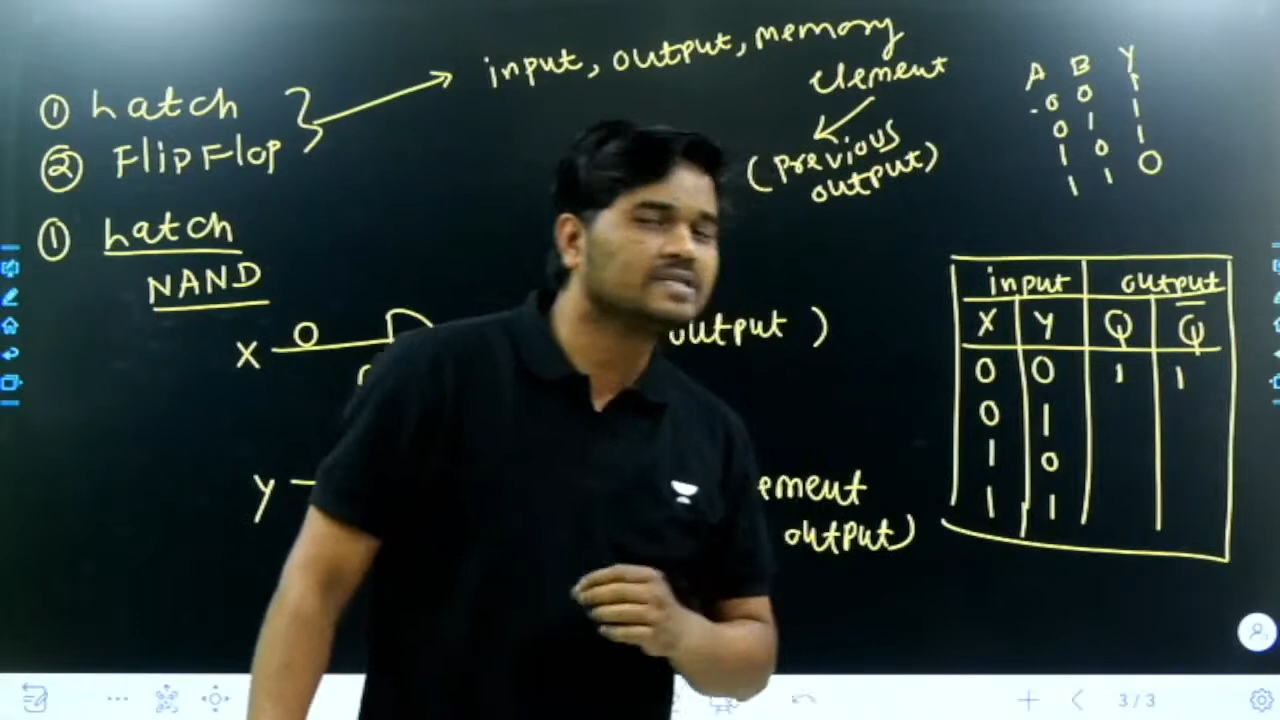 input, output, memory
element
(previous
output)
① Latch
② FlipFlop
① Latch
NAND
X 0
output )
Y
ement
output)
A B Y
0 0 1
0 1 1
1 0 1
1 1 0
input output
X Y Q Q̅
0 0 1 1
0 1
1 0
1 1
3/3